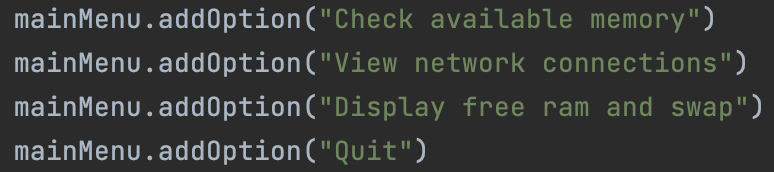 mainMenu.addOption("Check available memory")
mainMenu.addOption("View network connections")
mainMenu.addOption("Display free ram and swap")
mainMenu.addOption("Quit")